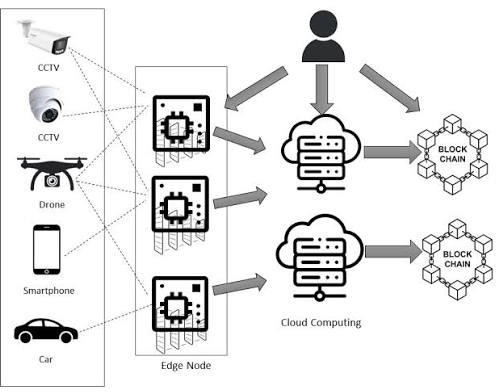 CCTV
CCTV
Drone
Smartphone
Car
Edge Node
Cloud Computing
BLOCK
CHAIN
BLOCK
CHAIN